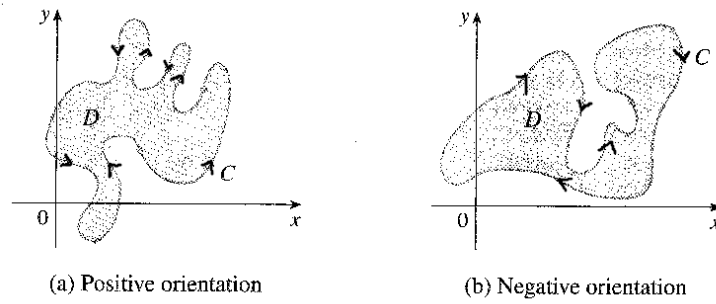 y
D
C
0
x
(a) Positive orientation
y
C
D
0
x
(b) Negative orientation